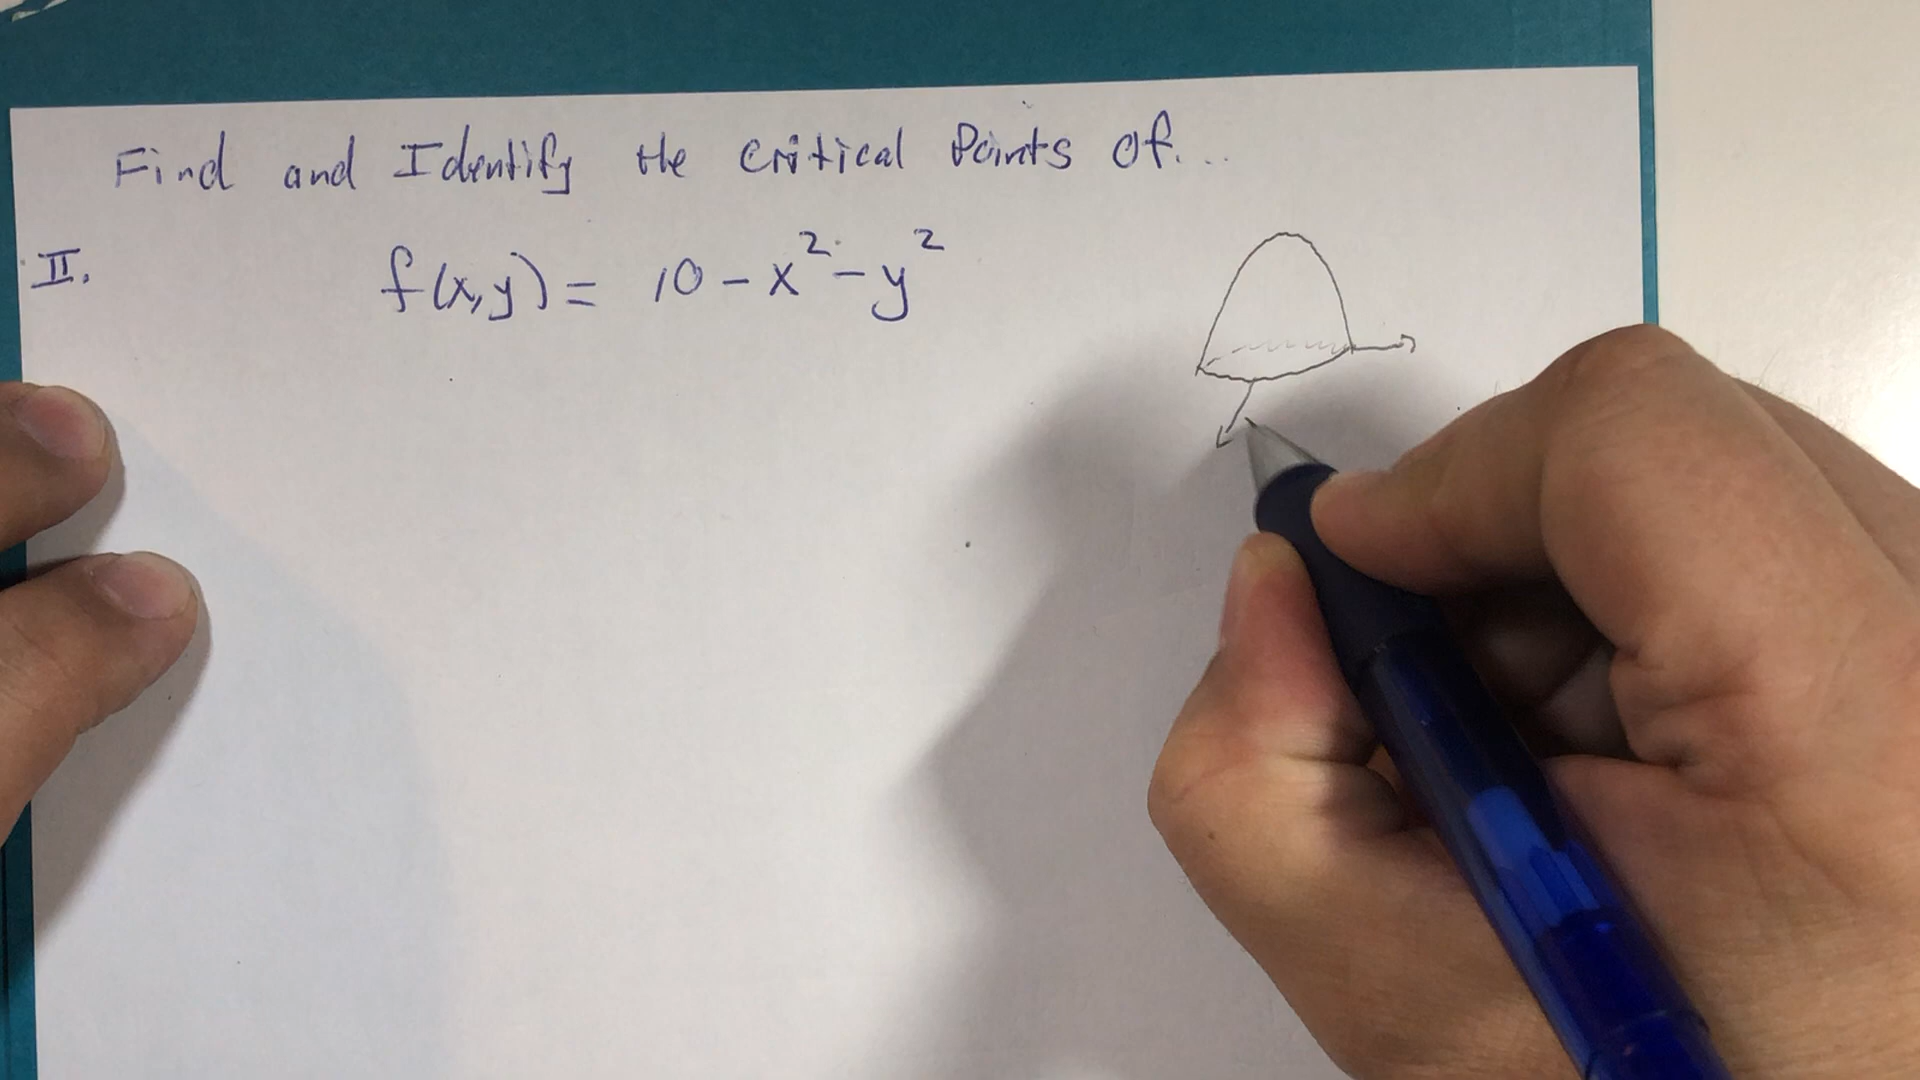 Find and Identify the Critical Points Of...
II. f(x,y) = 10 - x² - y²